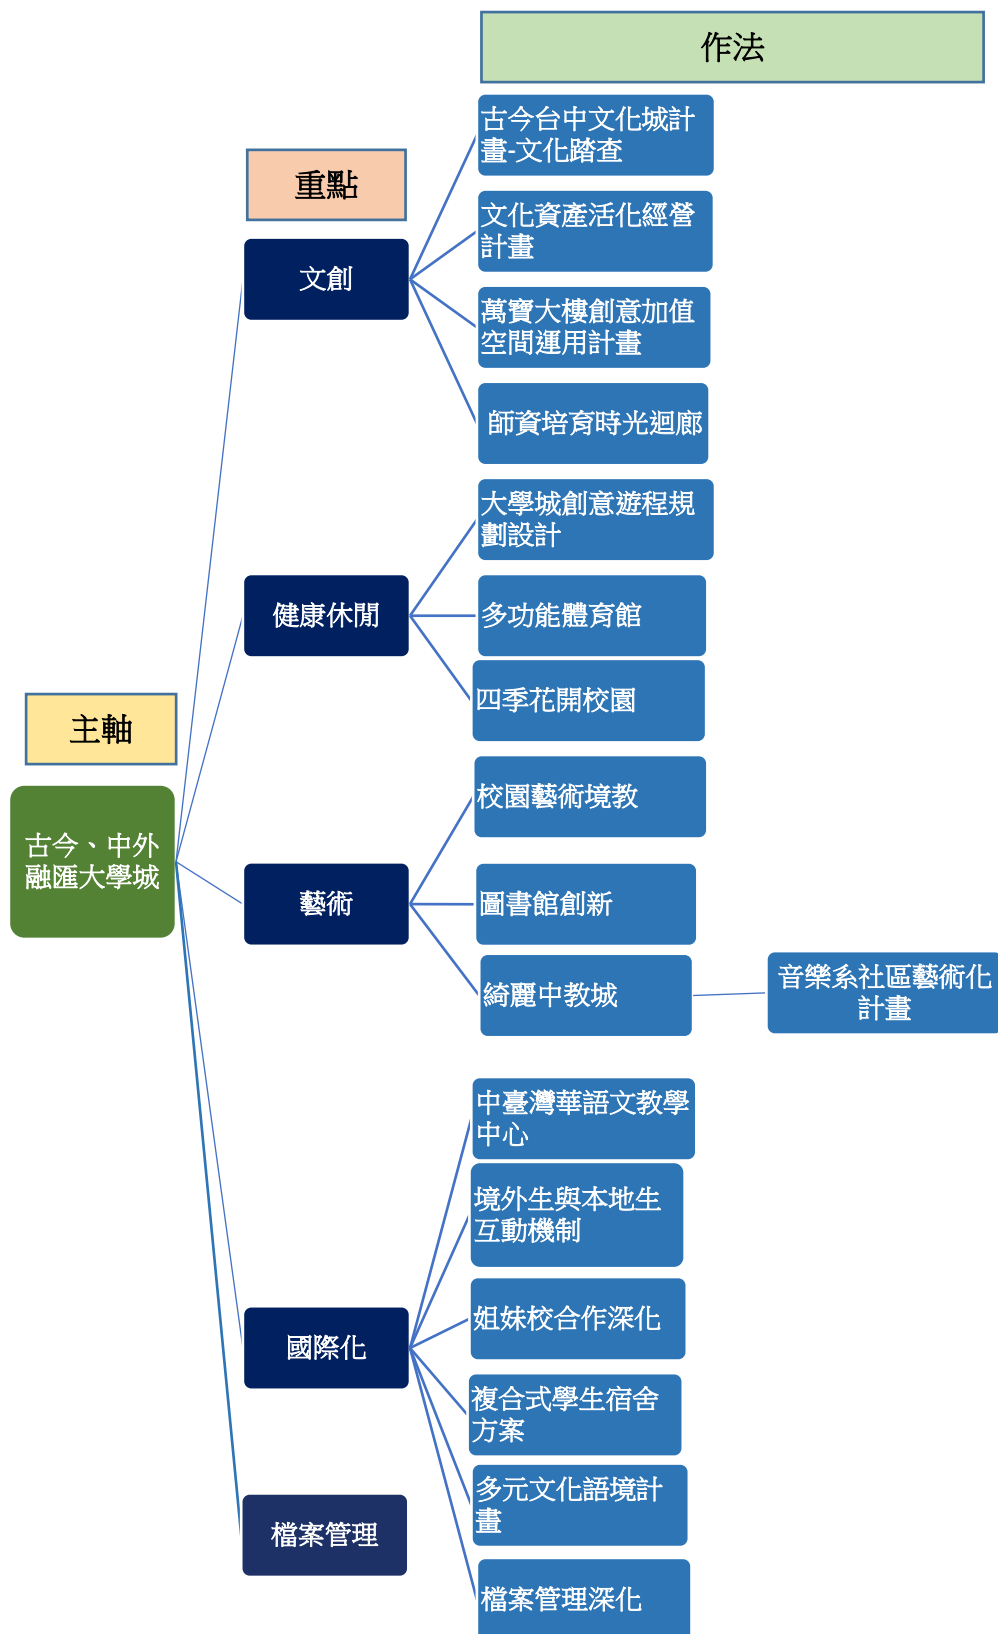 作法
古今台中文化城計
畫-文化踏查
重點
文化資產活化經營
計畫
文創
萬寶大樓創意加值
空間運用計畫
師資培育時光迴廊
大學城創意遊程規
劃設計
健康休閒
多功能體育館
四季花開校園
主軸
校園藝術境教
古今、中外
融匯大學城
藝術
圖書館創新
綺麗中教城
音樂系社區藝術化
計畫
中臺灣華語文教學
中心
境外生與本地生
互動機制
姐妹校合作深化
國際化
複合式學生宿舍
方案
多元文化語境計
畫
檔案管理
檔案管理深化